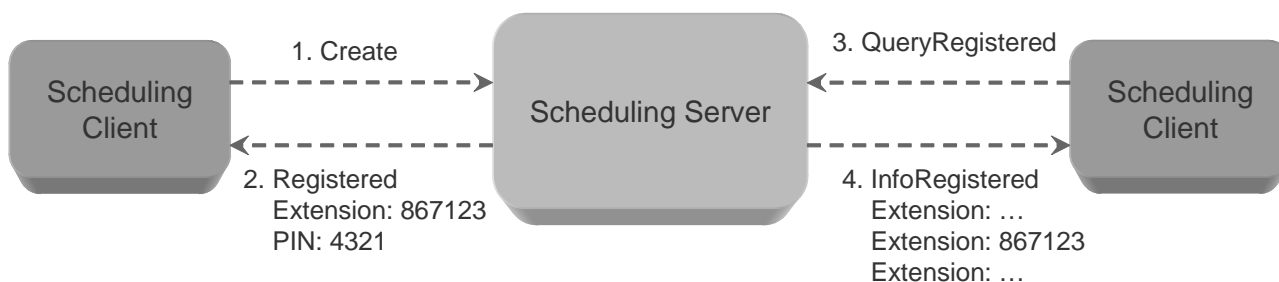 Scheduling
Client
1. Create
2. Registered
Extension: 867123
PIN: 4321
Scheduling Server
3. QueryRegistered
4. InfoRegistered
Extension: …
Extension: 867123
Extension: …
Scheduling
Client